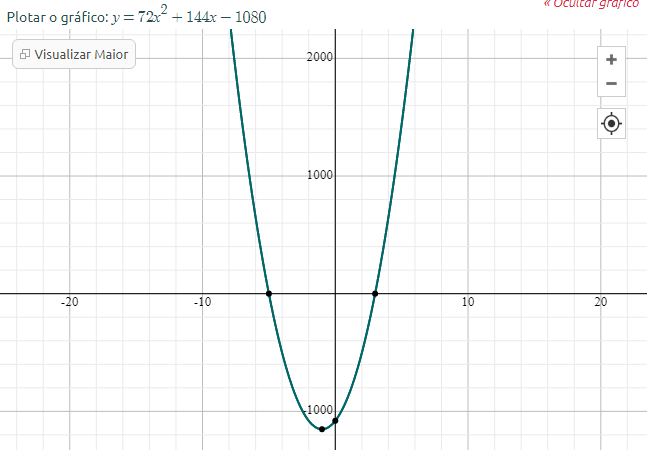 « Ocultar gráfico
Plotar o gráfico: y = 72x² + 144x − 1080
Visualizar Maior
+
−
2000
1000
-20 -10 10 20
-1000